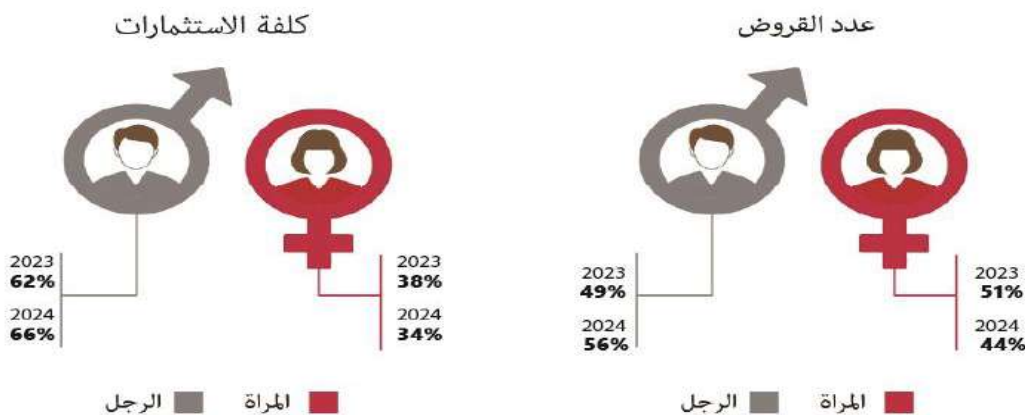 عدد القروض
2023
51%
2024
44%
2023
49%
2024
56%
المراة
الرجل
كلفة الاستثمارات
2023
38%
2024
34%
2023
62%
2024
66%
المراة
الرجل